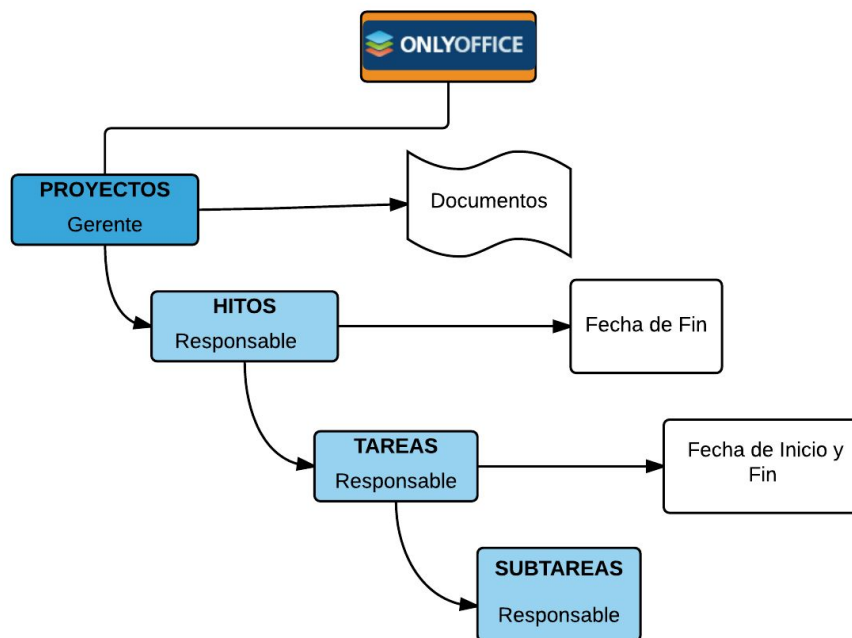 ONLYOFFICE
PROYECTOS
Gerente
Documentos
HITOS
Responsable
Fecha de Fin
TAREAS
Responsable
Fecha de Inicio y
Fin
SUBTAREAS
Responsable